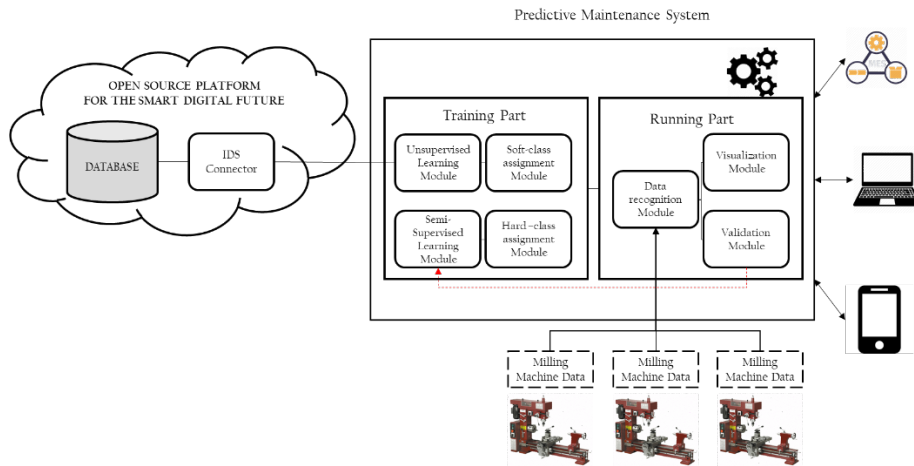 Predictive Maintenance System
OPEN SOURCE PLATFORM
FOR THE SMART DIGITAL FUTURE
DATABASE
IDS
Connector
Training Part
Unsupervised
Learning
Module
Soft-class
assignment
Module
Semi-
Supervised
Learning
Module
Hard–class
assignment
Module
Running Part
Data
recognition
Module
Visualization
Module
Validation
Module
MES
Milling
Machine Data
Milling
Machine Data
Milling
Machine Data